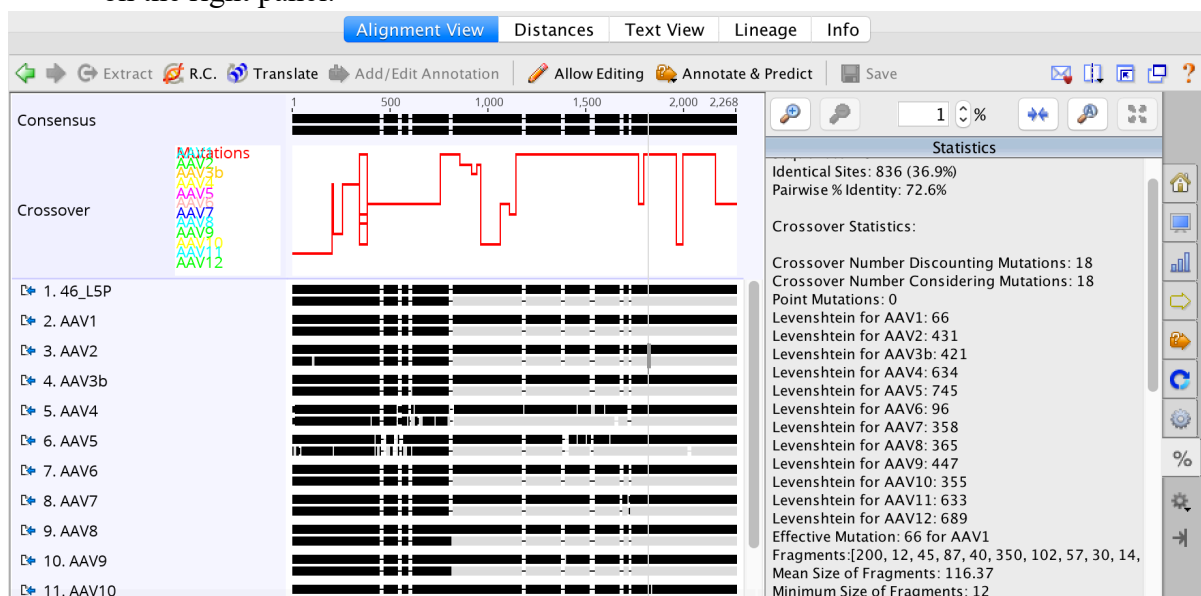 on the right panel.
Alignment View Distances Text View Lineage Info
Extract R.C. Translate Add/Edit Annotation Allow Editing Annotate & Predict Save
1 500 1,000 1,500 2,000 2,268
Consensus
1 %
Statistics
Identical Sites: 836 (36.9%)
Pairwise % Identity: 72.6%
Crossover Statistics:
Crossover Number Discounting Mutations: 18
Crossover Number Considering Mutations: 18
Point Mutations: 0
Levenshtein for AAV1: 66
Levenshtein for AAV2: 431
Levenshtein for AAV3b: 421
Levenshtein for AAV4: 634
Levenshtein for AAV5: 745
Levenshtein for AAV6: 96
Levenshtein for AAV7: 358
Levenshtein for AAV8: 365
Levenshtein for AAV9: 447
Levenshtein for AAV10: 355
Levenshtein for AAV11: 633
Levenshtein for AAV12: 689
Effective Mutation: 66 for AAV1
Fragments:[200, 12, 45, 87, 40, 350, 102, 57, 30, 14,
Mean Size of Fragments: 116.37
Minimum Size of Fragments: 12
Crossover
Mutations
AAV2
AAV3b
AAV4
AAV5
AAV6
AAV7
AAV8
AAV9
AAV10
AAV11
AAV12
1. 46_L5P
2. AAV1
3. AAV2
4. AAV3b
5. AAV4
6. AAV5
7. AAV6
8. AAV7
9. AAV8
10. AAV9
11. AAV10